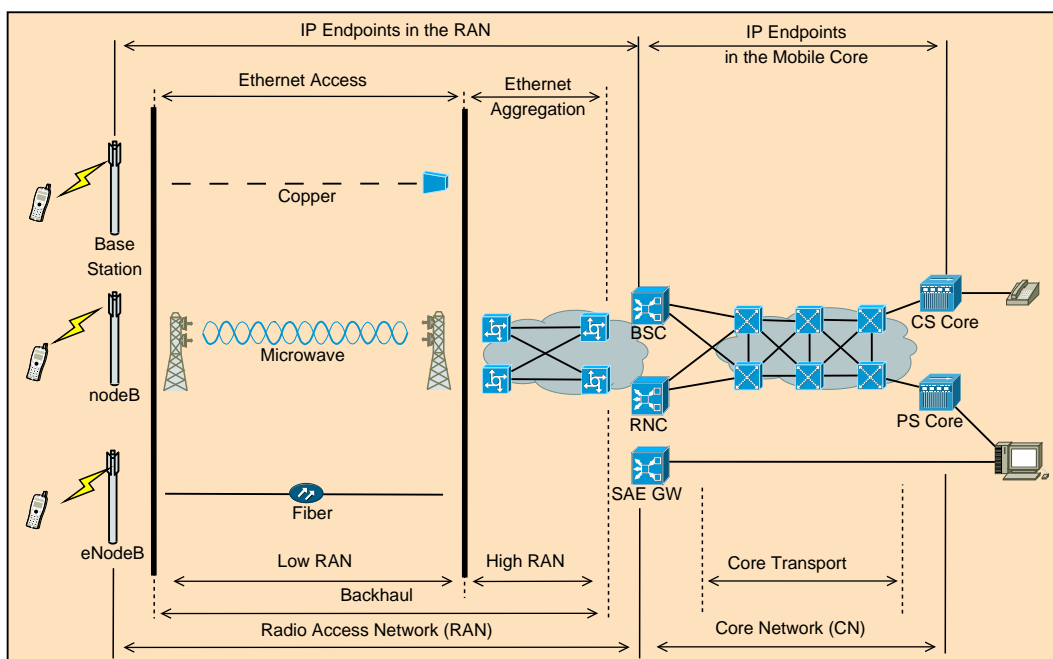 IP Endpoints in the RAN
IP Endpoints
in the Mobile Core
Ethernet Access
Ethernet
Aggregation
Copper
Base
Station
BSC
CS Core
Microwave
nodeB
RNC
PS Core
SAE GW
Fiber
eNodeB
Low RAN
High RAN
Core Transport
Backhaul
Radio Access Network (RAN)
Core Network (CN)